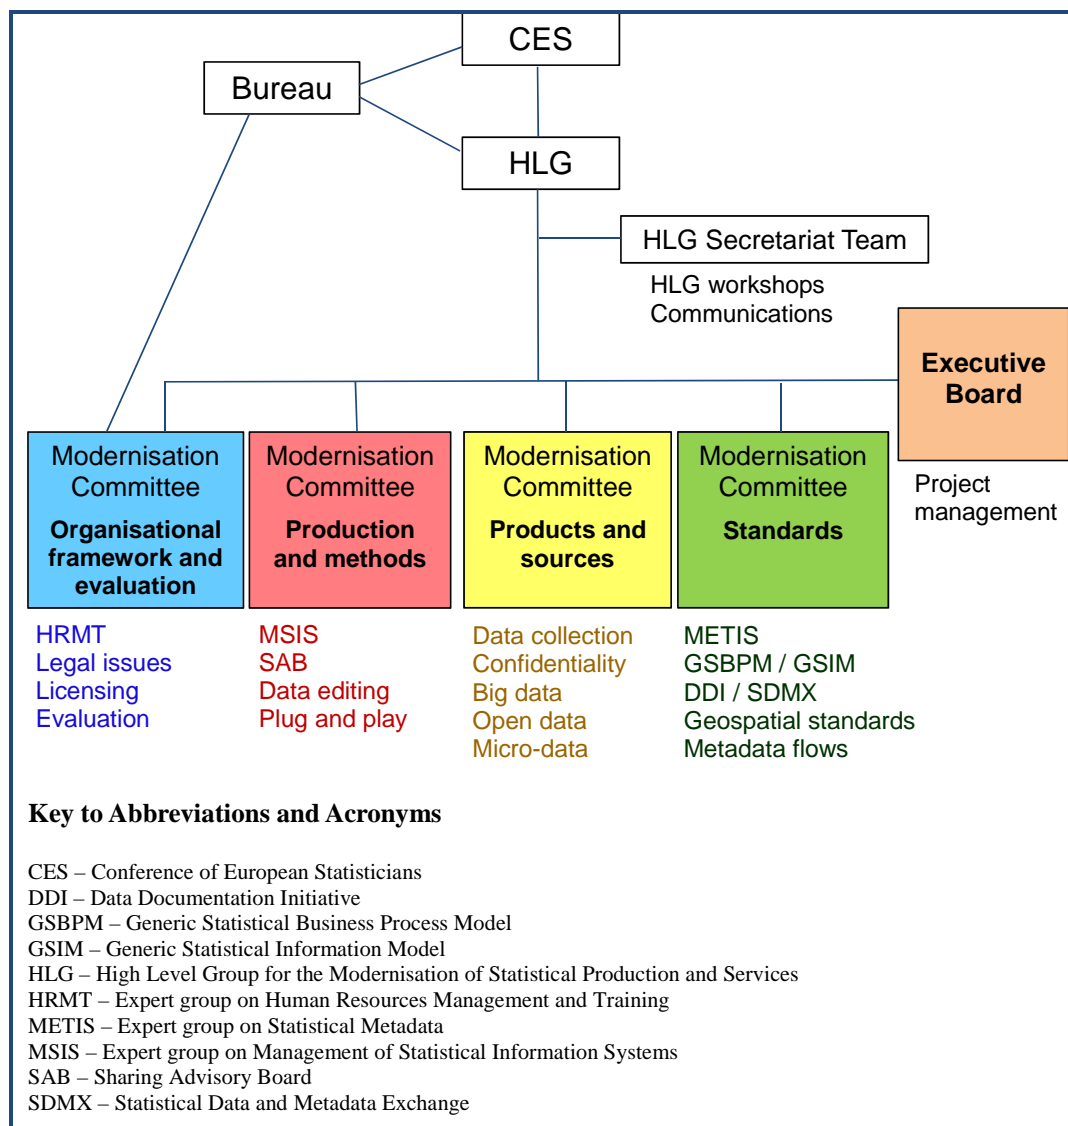 CES
Bureau
HLG
HLG Secretariat Team
HLG workshops
Communications
Executive
Board
Project
management
Modernisation
Committee
Organisational
framework and
evaluation
HRMT
Legal issues
Licensing
Evaluation
Modernisation
Committee
Production
and methods
MSIS
SAB
Data editing
Plug and play
Modernisation
Committee
Products and
sources
Data collection
Confidentiality
Big data
Open data
Micro-data
Modernisation
Committee
Standards
METIS
GSBPM / GSIM
DDI / SDMX
Geospatial standards
Metadata flows
Key to Abbreviations and Acronyms
CES – Conference of European Statisticians
DDI – Data Documentation Initiative
GSBPM – Generic Statistical Business Process Model
GSIM – Generic Statistical Information Model
HLG – High Level Group for the Modernisation of Statistical Production and Services
HRMT – Expert group on Human Resources Management and Training
METIS – Expert group on Statistical Metadata
MSIS – Expert group on Management of Statistical Information Systems
SAB – Sharing Advisory Board
SDMX – Statistical Data and Metadata Exchange